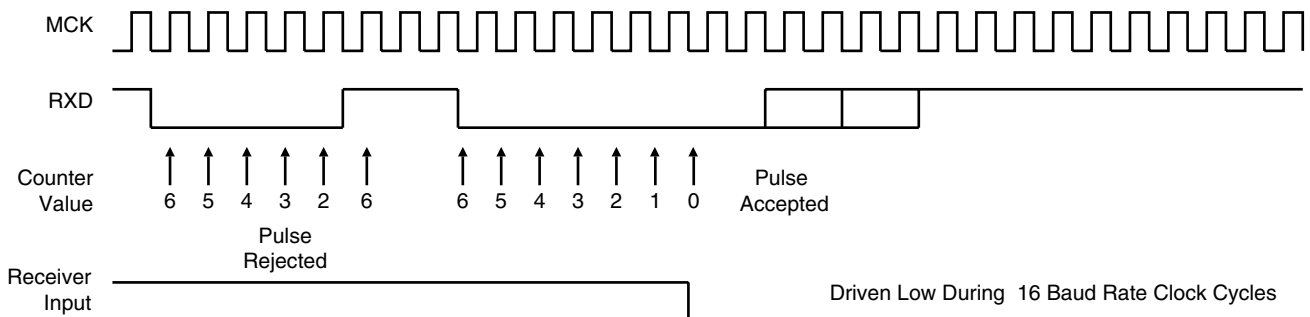 MCK
RXD
Counter
Value
6 5 4 3 2 6 6 5 4 3 2 1 0
Pulse
Accepted
Pulse
Rejected
Receiver
Input
Driven Low During 16 Baud Rate Clock Cycles